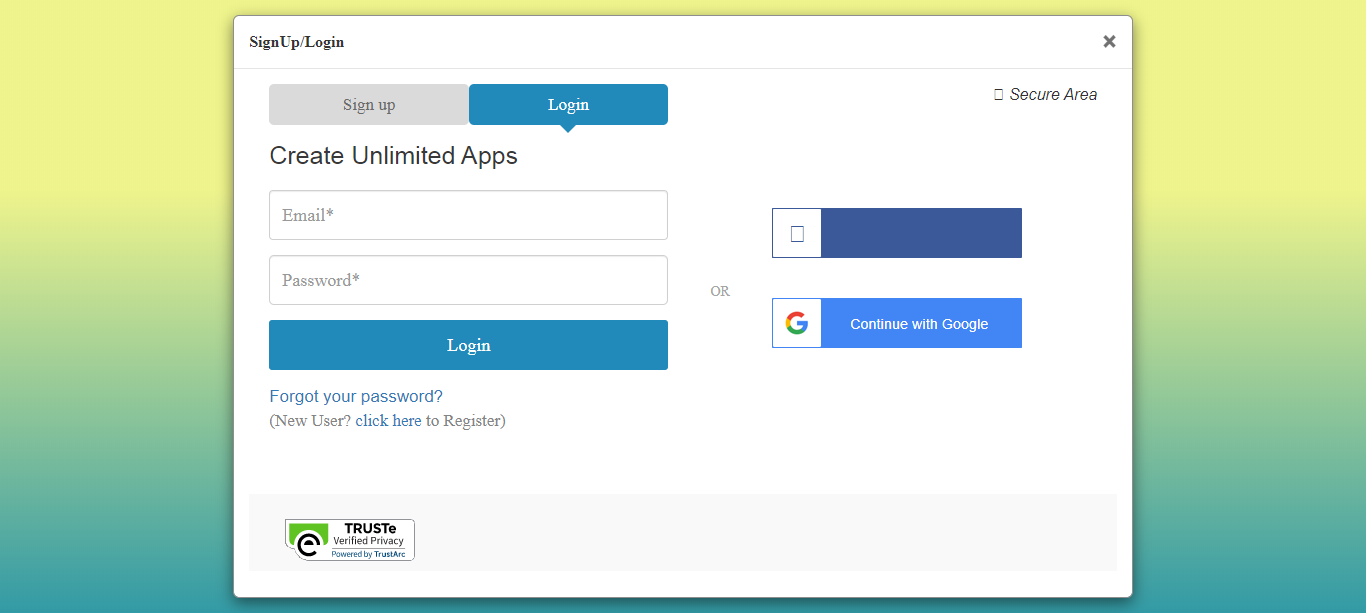 SignUp/Login
×
Sign up
Login
Secure Area
Create Unlimited Apps
Email*
Password*
OR
Continue with Google
Login
Forgot your password?
(New User? click here to Register)
TRUSTe
Verified Privacy
Powered by TrustArc